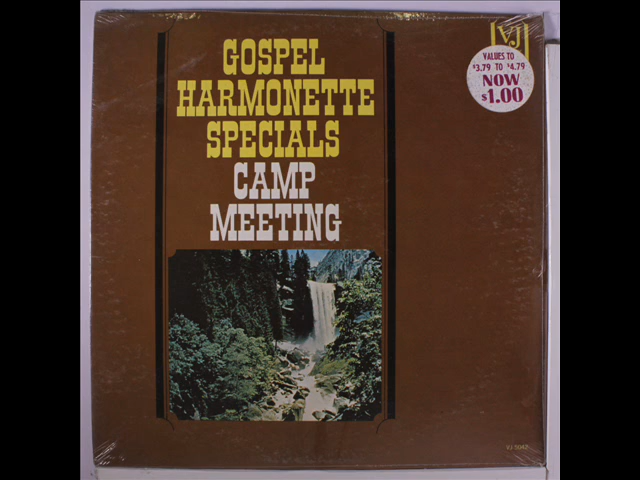 GOSPEL
HARMONETTE
SPECIALS
CAMP
MEETING
VJ
VALUES TO
$3.79 TO $4.79
NOW
$1.00